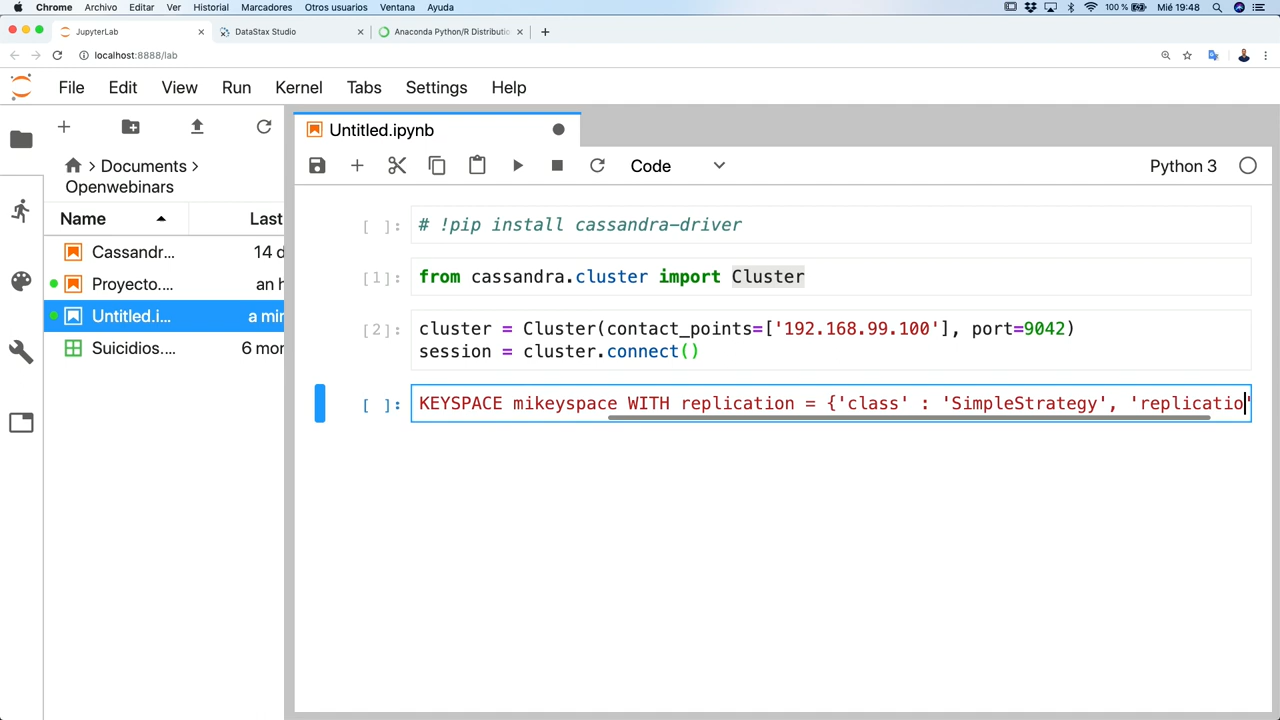 Chrome Archivo Editar Ver Historial Marcadores Otros usuarios Ventana Ayuda 100 % Mié 19:48
JupyterLab DataStax Studio Anaconda Python/R Distributio
localhost:8888/lab
File Edit View Run Kernel Tabs Settings Help
Untitled.ipynb
Code Python 3
> Documents >
Openwebinars
Name Last
Cassandr... 14 d
Proyecto.... an h
Untitled.i... a min
Suicidios.... 6 mon
[ ]: # !pip install cassandra-driver
[1]: from cassandra.cluster import Cluster
[2]: cluster = Cluster(contact_points=['192.168.99.100'], port=9042)
session = cluster.connect()
[ ]: KEYSPACE mikeyspace WITH replication = {'class' : 'SimpleStrategy', 'replicatio'